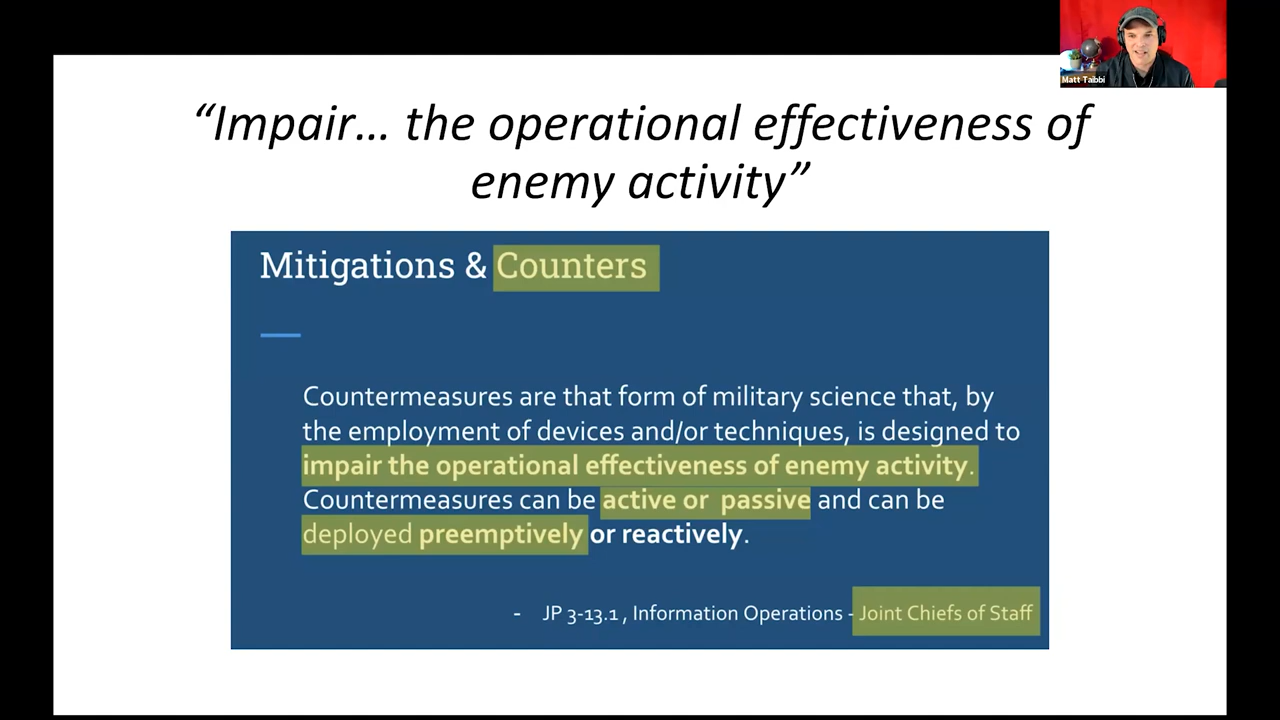 Matt Taibbi
“Impair… the operational effectiveness of
enemy activity”
Mitigations & Counters
Countermeasures are that form of military science that, by
the employment of devices and/or techniques, is designed to
impair the operational effectiveness of enemy activity.
Countermeasures can be active or passive and can be
deployed preemptively or reactively.
- JP 3-13.1 , Information Operations - Joint Chiefs of Staff